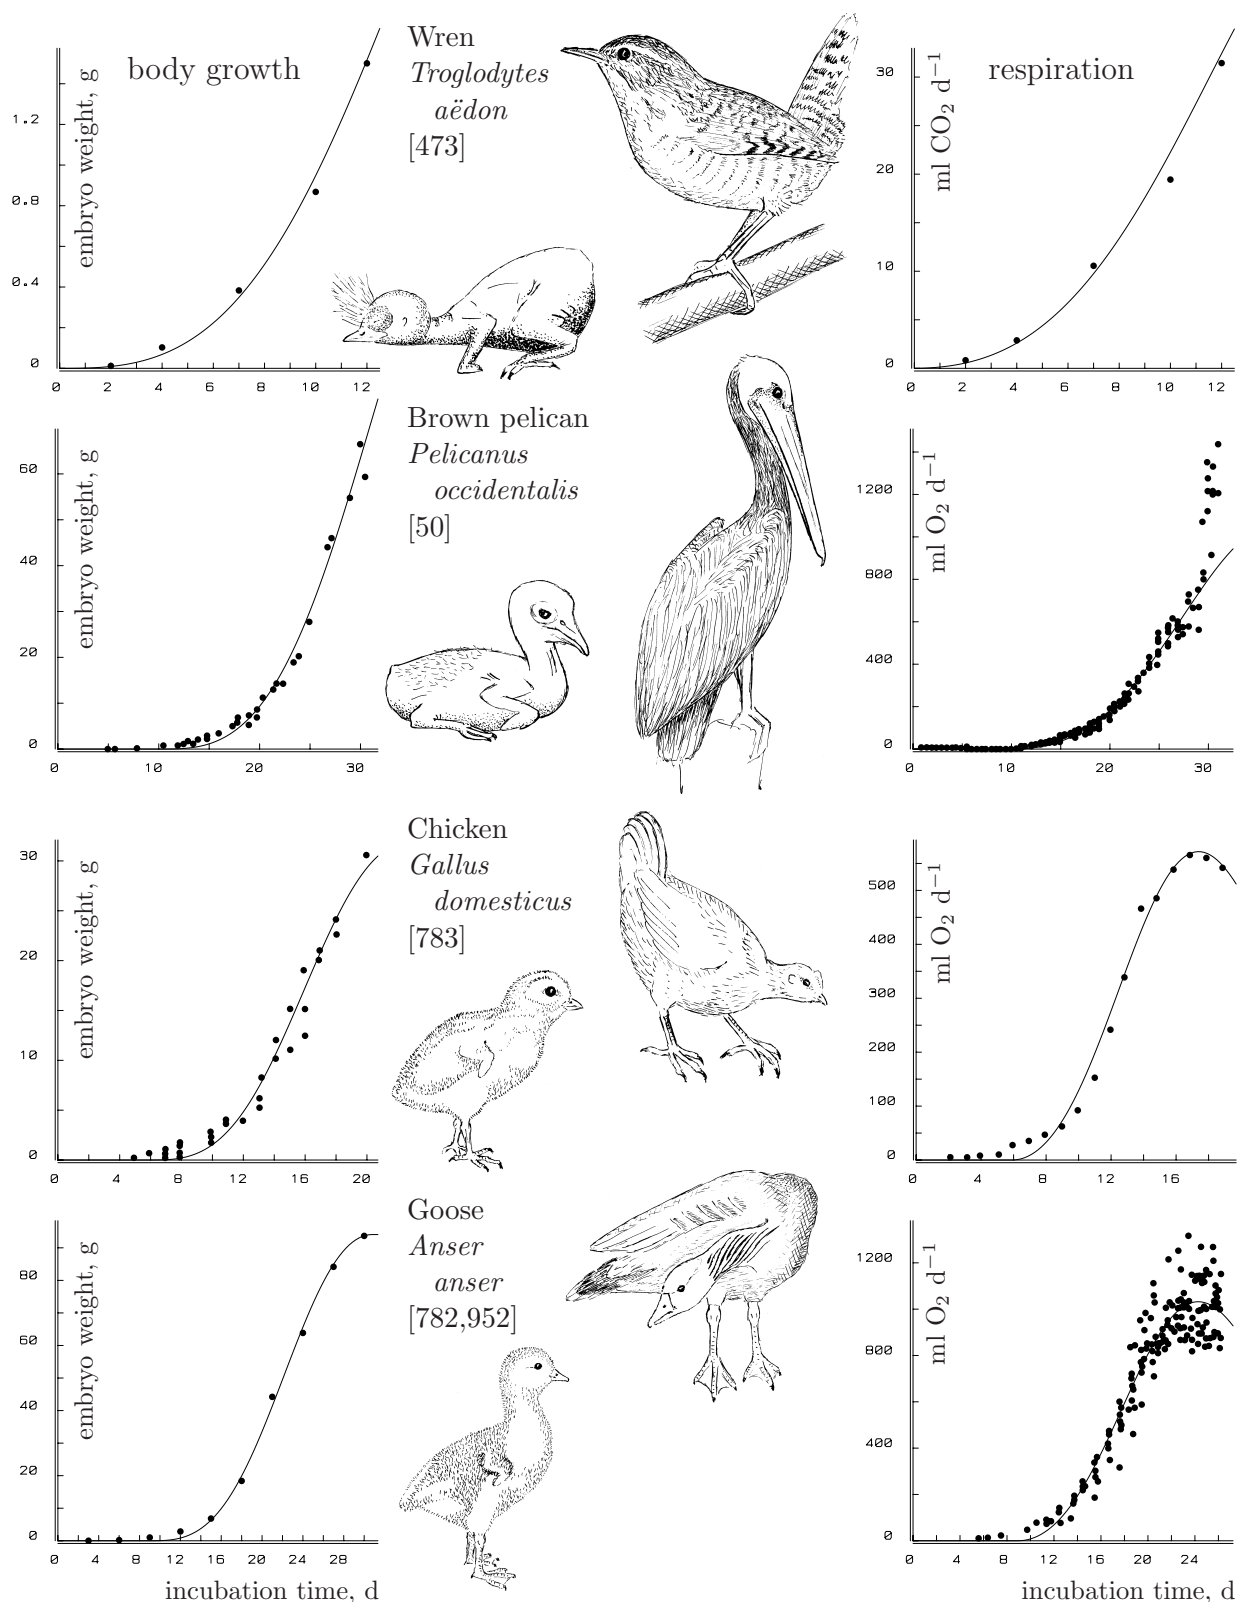 body growth
embryo weight, g
1.2
0.8
0.4
0
0 2 4 6 8 10 12
Wren
Troglodytes
aëdon
[473]
respiration
ml CO2 d−1
30
20
10
0
0 2 4 6 8 10 12
embryo weight, g
60
40
20
0
0 10 20 30
Brown pelican
Pelicanus
occidentalis
[50]
ml O2 d−1
1200
800
400
0
0 10 20 30
embryo weight, g
30
20
10
0
0 4 8 12 16 20
Chicken
Gallus
domesticus
[783]
ml O2 d−1
500
400
300
200
100
0
0 4 8 12 16
embryo weight, g
80
60
40
20
0
0 4 8 12 16 20 24 28
incubation time, d
Goose
Anser
anser
[782,952]
ml O2 d−1
1200
800
400
0
0 4 8 12 16 20 24
incubation time, d